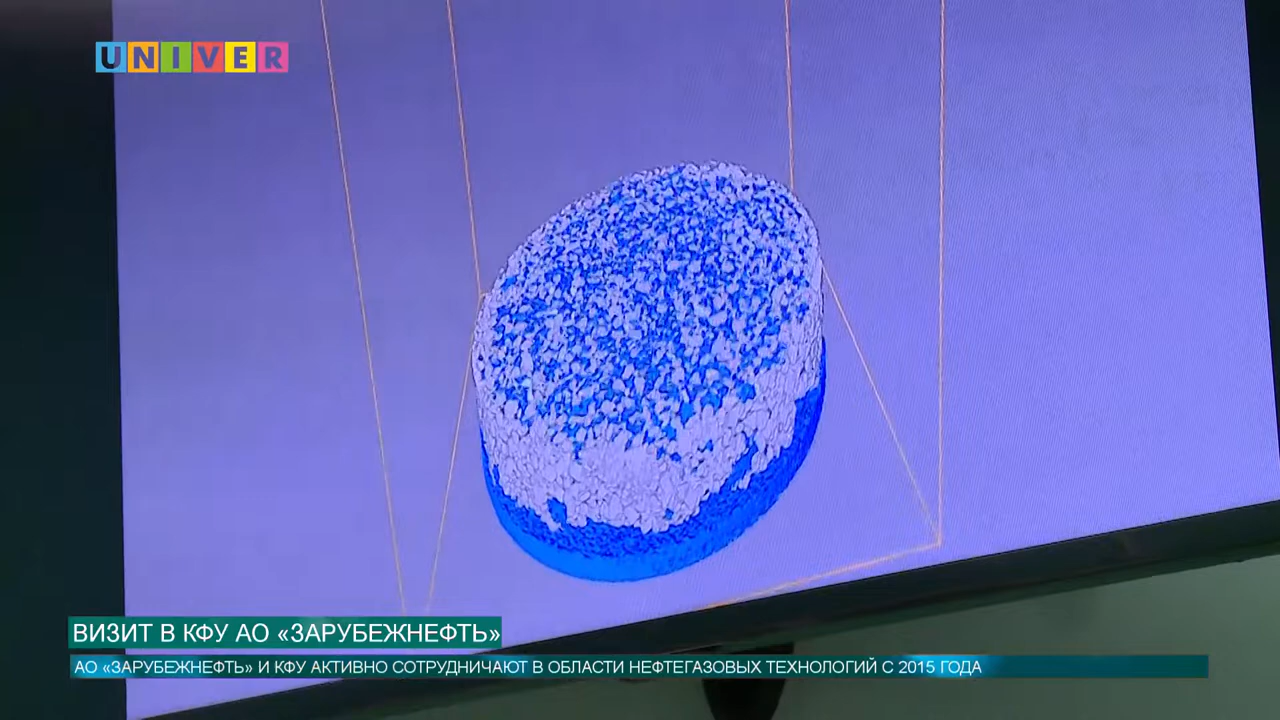 UNIVER
ВИЗИТ В КФУ АО «ЗАРУБЕЖНЕФТЬ»
АО «ЗАРУБЕЖНЕФТЬ» И КФУ АКТИВНО СОТРУДНИЧАЮТ В ОБЛАСТИ НЕФТЕГАЗОВЫХ ТЕХНОЛОГИЙ С 2015 ГОДА